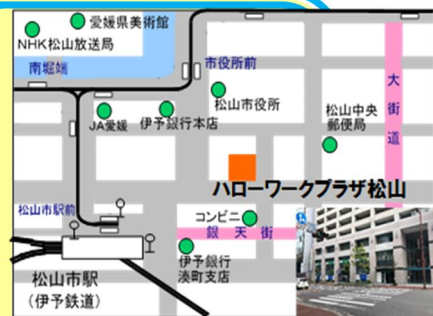 愛媛県美術館
NHK松山放送局
南堀端
市役所前
大街道
松山市役所
松山中央
郵便局
JA愛媛
伊予銀行本店
ハローワークプラザ松山
松山市駅前
コンビニ
銀天街
伊予銀行
湊町支店
松山市駅
(伊予鉄道)